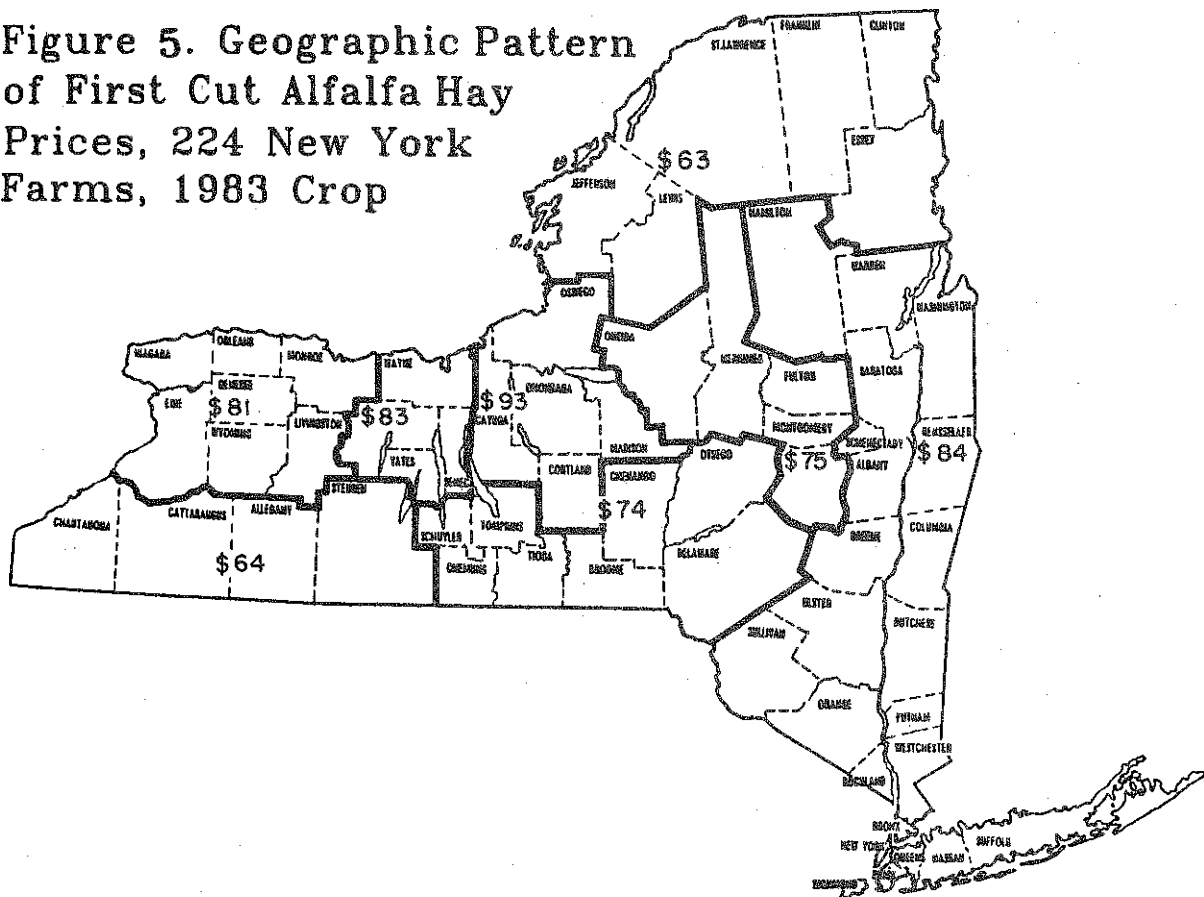 Figure 5. Geographic Pattern
of First Cut Alfalfa Hay
Prices, 224 New York
Farms, 1983 Crop
ST.LAWRENCE
FRANKLIN
CLINTON
ESSEX
$63
JEFFERSON
LEWIS
HAMILTON
WARREN
WASHINGTON
OSWEGO
ONEIDA
HERKIMER
FULTON
SARATOGA
NIAGARA
ORLEANS
MONROE
WAYNE
GENESEE
ONONDAGA
ERIE
$81
$83
$93
CAYUGA
LIVINGSTON
WYOMING
MADISON
MONTGOMERY
SCHENECTADY
RENSSELAER
$75
ALBANY
$84
YATES
SENECA
CORTLAND
CHENANGO
OTSEGO
STEUBEN
$74
CHAUTAUQUA
CATTARAUGUS
ALLEGANY
SCHUYLER
TOMPKINS
TIOGA
COLUMBIA
GREENE
$64
CHEMUNG
BROOME
DELAWARE
ULSTER
DUTCHESS
SULLIVAN
ORANGE
PUTNAM
WESTCHESTER
ROCKLAND
BRONX
NEW YORK
QUEENS
NASSAU
SUFFOLK
RICHMOND